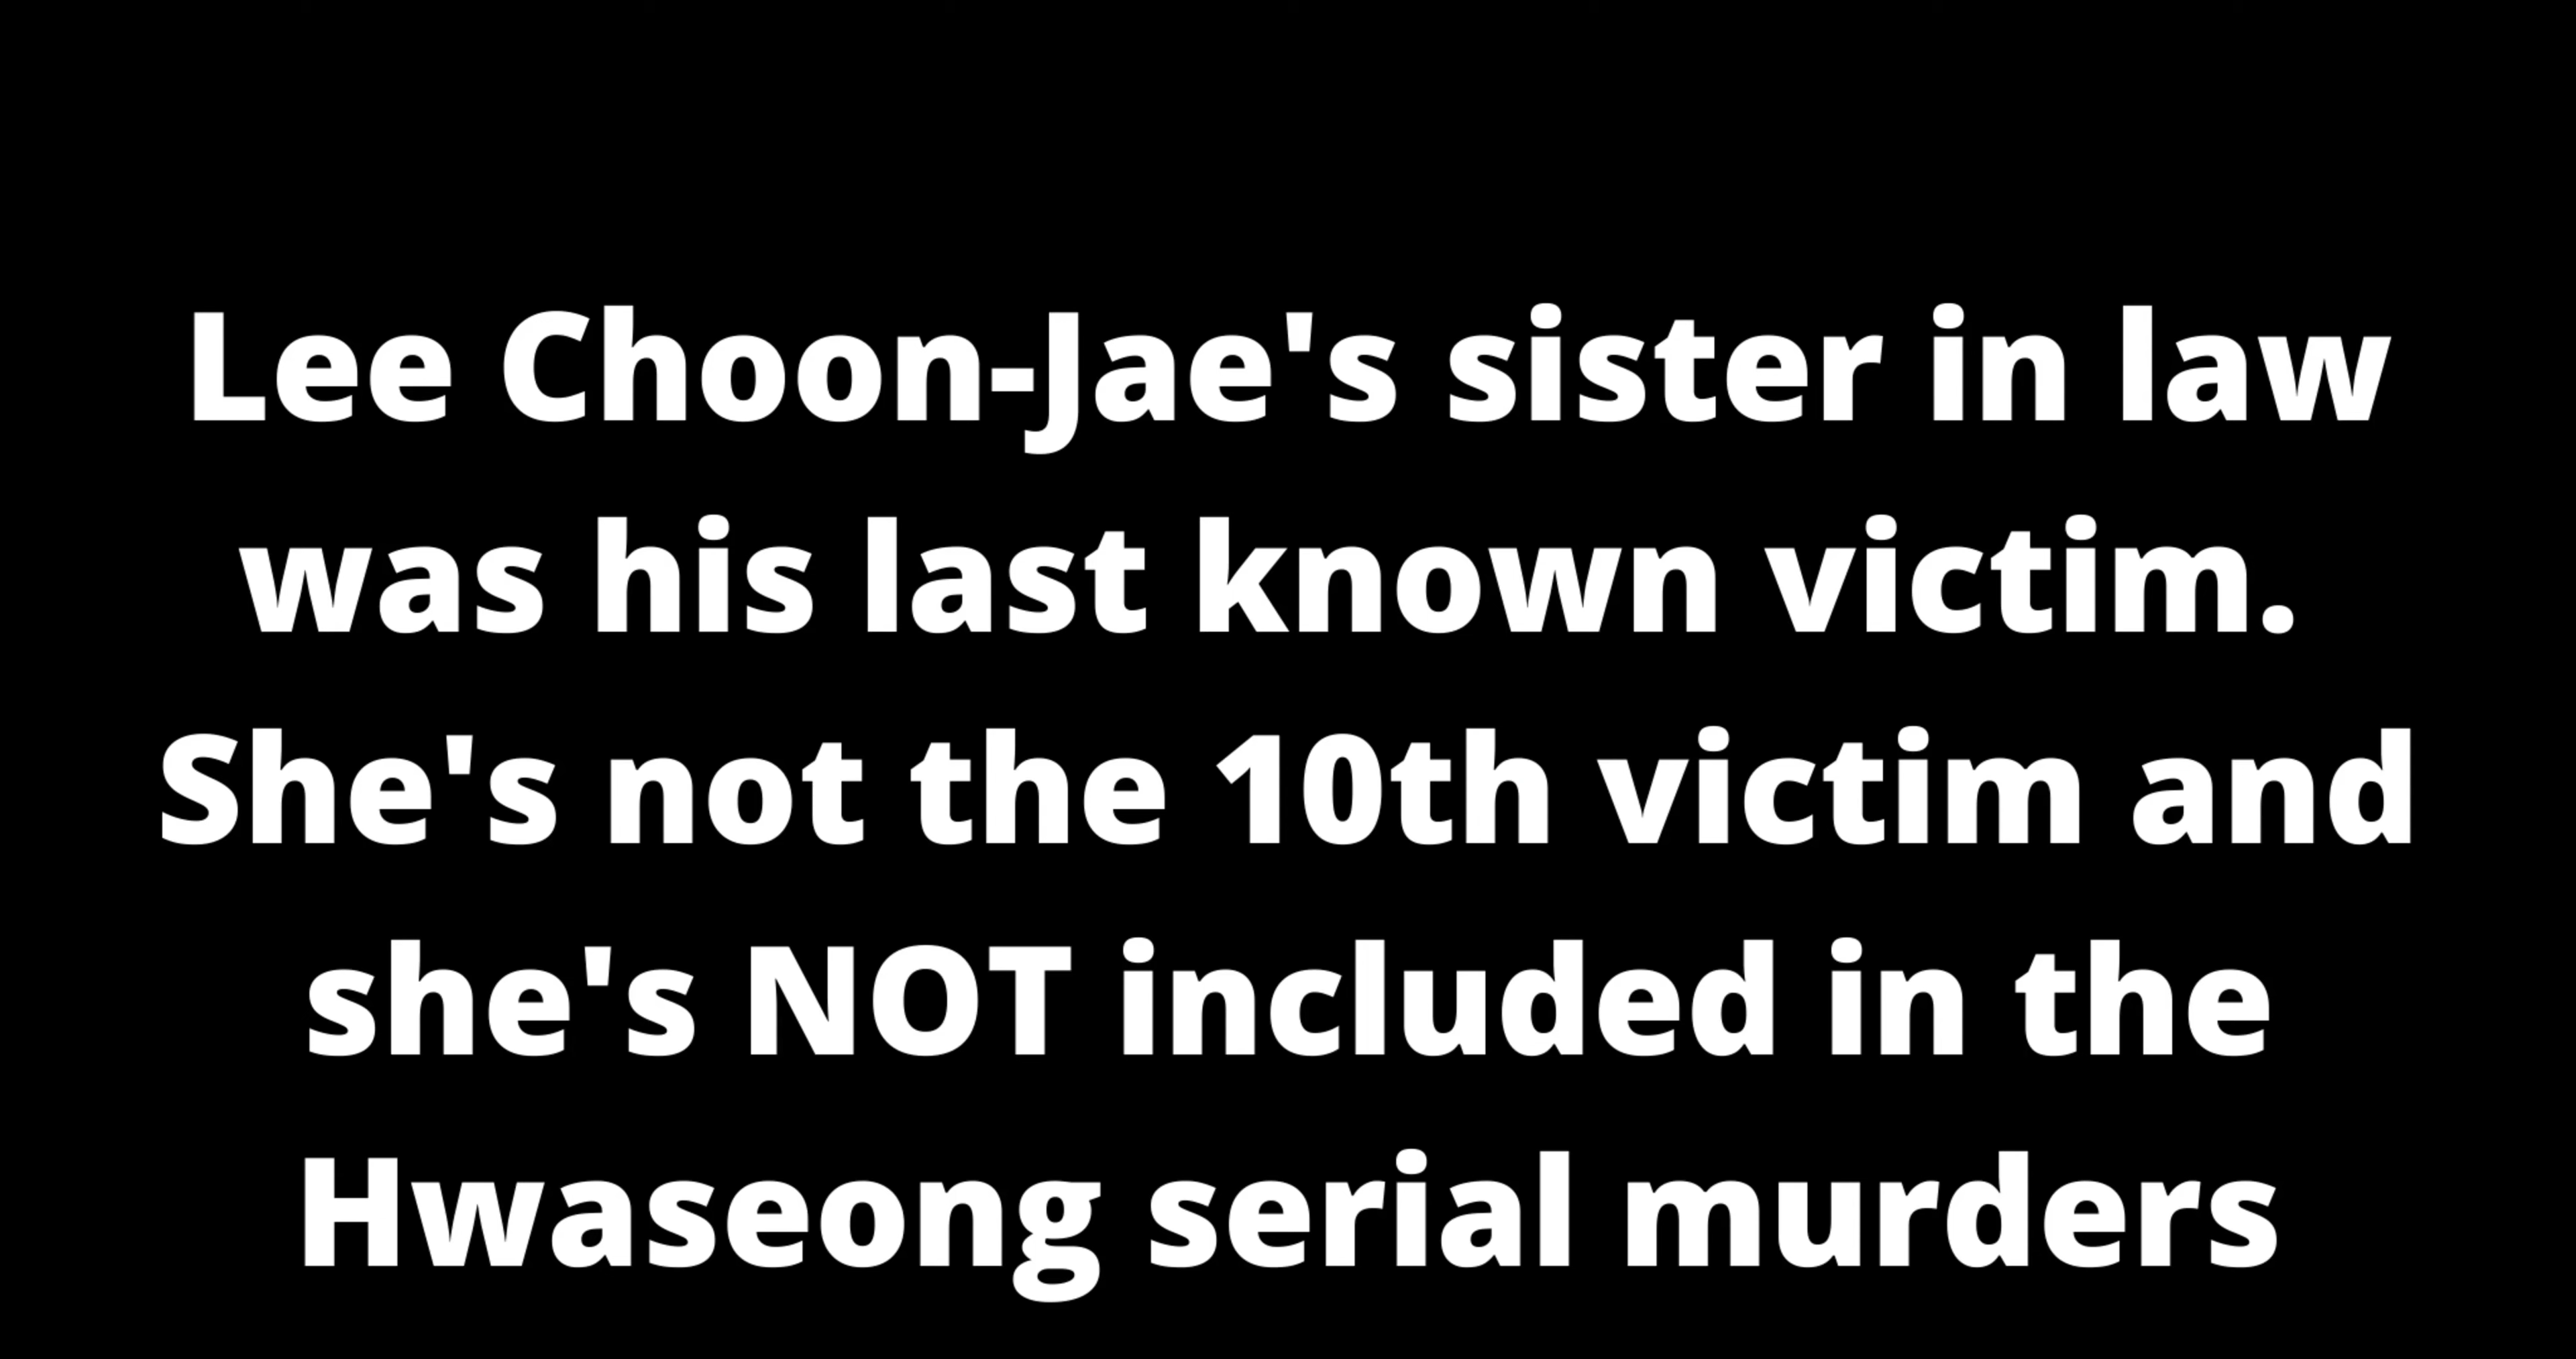 Lee Choon-Jae's sister in law
was his last known victim.
She's not the 10th victim and
she's NOT included in the
Hwaseong serial murders